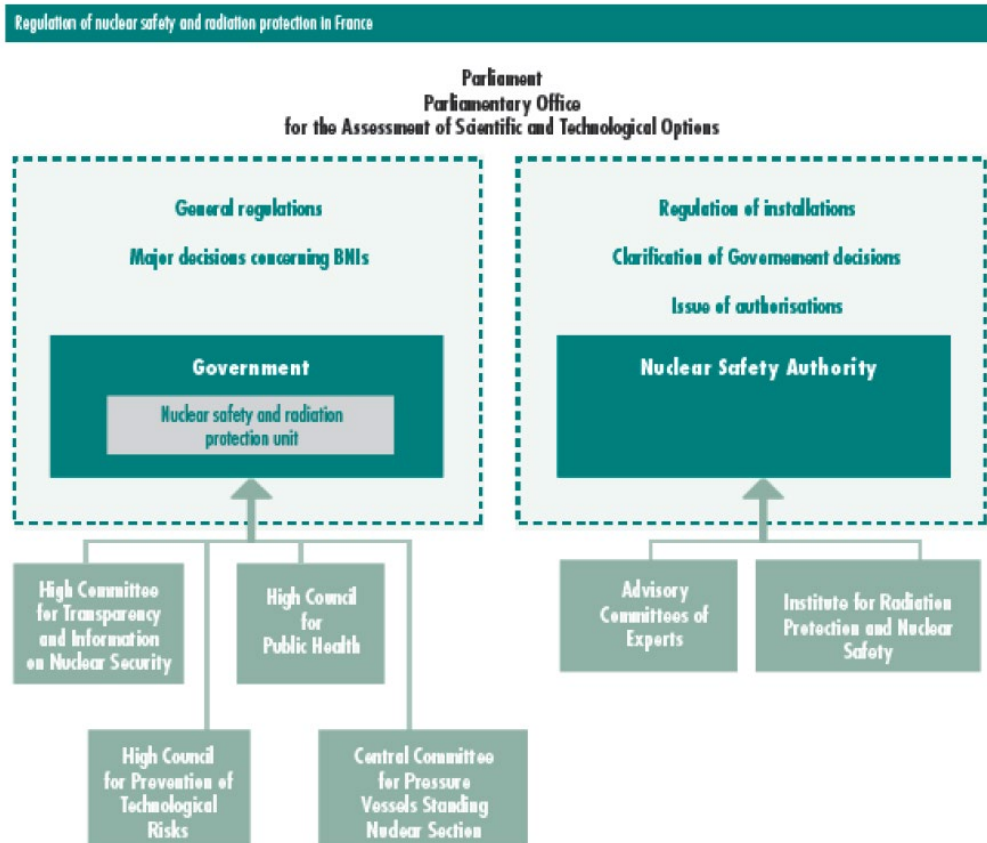 Regulation of nuclear safety and radiation protection in France
Parliament
Parliamentary Office
for the Assessment of Scientific and Technological Options
General regulations
Major decisions concerning BNIs
Government
Nuclear safety and radiation
protection unit
Regulation of installations
Clarification of Governement decisions
Issue of authorisations
Nuclear Safety Authority
High Committee
for Transparency
and Information
on Nuclear Security
High Council
for
Public Health
Advisory
Committees of
Experts
Institute for Radiation
Protection and Nuclear
Safety
High Council
for Prevention of
Technological
Risks
Central Committee
for Pressure
Vessels Standing
Nuclear Section